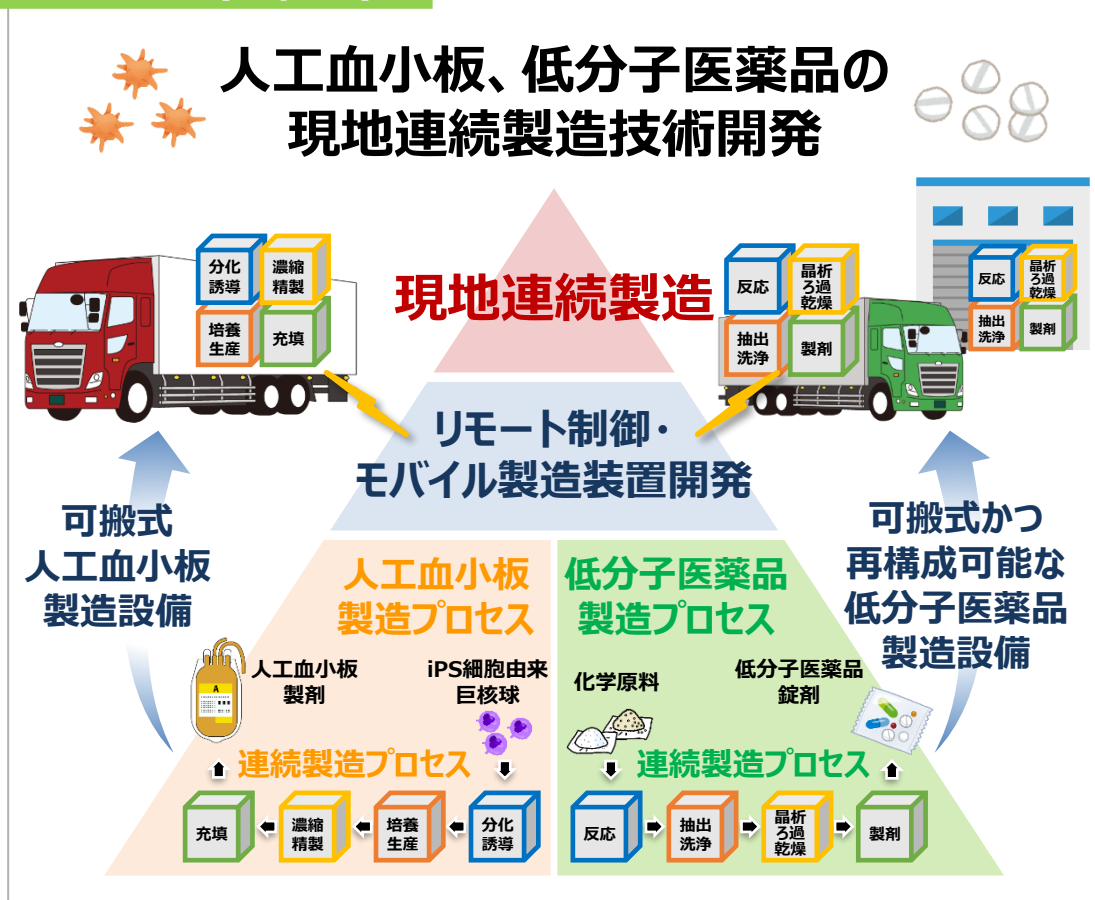 人工血小板、低分子医薬品の
現地連続製造技術開発
分化
誘導
濃縮
精製
培養
生産
充填
現地連続製造
反応
晶析
ろ過
乾燥
抽出
洗浄
製剤
反応
晶析
ろ過
乾燥
抽出
洗浄
製剤
リモート制御・
モバイル製造装置開発
可搬式
人工血小板
製造設備
可搬式かつ
再構成可能な
低分子医薬品
製造設備
人工血小板
製造プロセス
低分子医薬品
製造プロセス
A
人工血小板
製剤
iPS細胞由来
巨核球
化学原料
低分子医薬品
錠剤
連続製造プロセス
連続製造プロセス
充填
濃縮
精製
培養
生産
分化
誘導
反応
抽出
洗浄
晶析
ろ過
乾燥
製剤